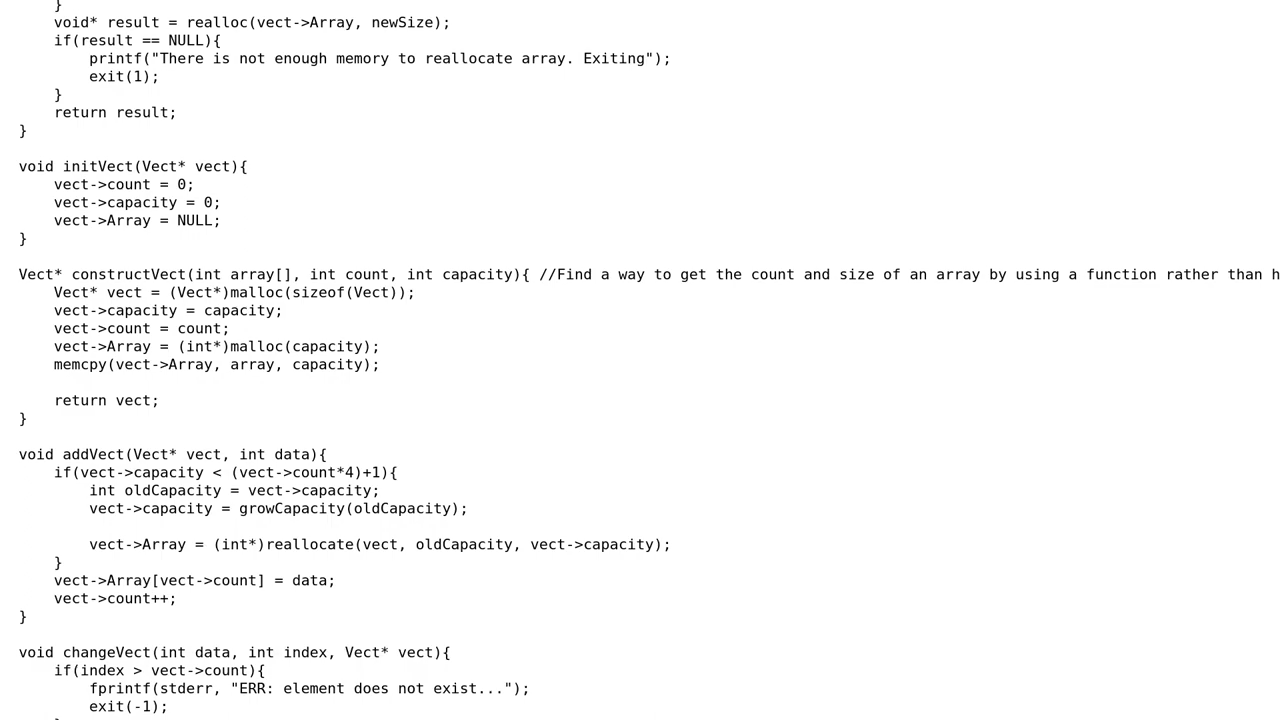 }
    void* result = realloc(vect->Array, newSize);
    if(result == NULL){
        printf("There is not enough memory to reallocate array. Exiting");
        exit(1);
    }
    return result;
}

void initVect(Vect* vect){
    vect->count = 0;
    vect->capacity = 0;
    vect->Array = NULL;
}

Vect* constructVect(int array[], int count, int capacity){ //Find a way to get the count and size of an array by using a function rather than
    Vect* vect = (Vect*)malloc(sizeof(Vect));
    vect->capacity = capacity;
    vect->count = count;
    vect->Array = (int*)malloc(capacity);
    memcpy(vect->Array, array, capacity);

    return vect;
}

void addVect(Vect* vect, int data){
    if(vect->capacity < (vect->count*4)+1){
        int oldCapacity = vect->capacity;
        vect->capacity = growCapacity(oldCapacity);

        vect->Array = (int*)reallocate(vect, oldCapacity, vect->capacity);
    }
    vect->Array[vect->count] = data;
    vect->count++;
}

void changeVect(int data, int index, Vect* vect){
    if(index > vect->count){
        fprintf(stderr, "ERR: element does not exist...");
        exit(-1);